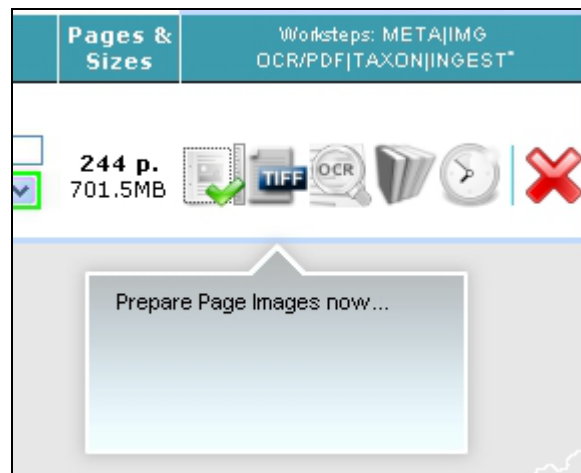 Pages &
Sizes
Worksteps: META|IMG
OCR/PDF|TAXON|INGEST*
244 p.
701.5MB
TIFF
OCR
Prepare Page Images now...